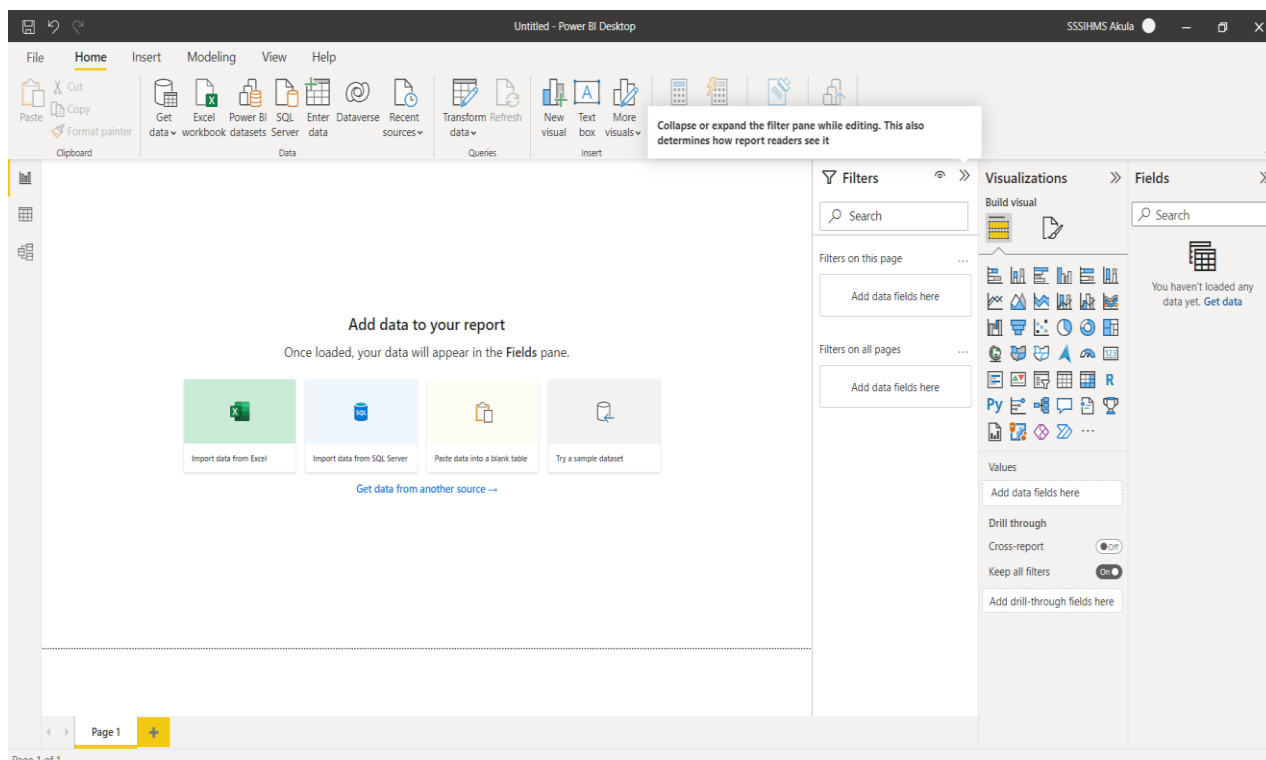 Untitled - Power BI Desktop
SSSIHMS Akula
File Home Insert Modeling View Help
Paste
Cut
Copy
Format painter
Clipboard
Get data
Excel workbook
Power BI datasets
SQL Server
Enter data
Dataverse
Recent sources
Data
Transform data
Refresh
Queries
New visual
Text box
More visuals
Insert
Collapse or expand the filter pane while editing. This also
determines how report readers see it
Add data to your report
Once loaded, your data will appear in the Fields pane.
SQL
Import data from Excel
Import data from SQL Server
Paste data into a blank table
Try a sample dataset
Get data from another source →
Filters
Search
Filters on this page ...
Add data fields here
Filters on all pages ...
Add data fields here
Visualizations
Build visual
123
R
Py
...
Values
Add data fields here
Drill through
Cross-report Off
Keep all filters On
Add drill-through fields here
Fields
Search
You haven't loaded any
data yet. Get data
Page 1
+
Page 1 of 1